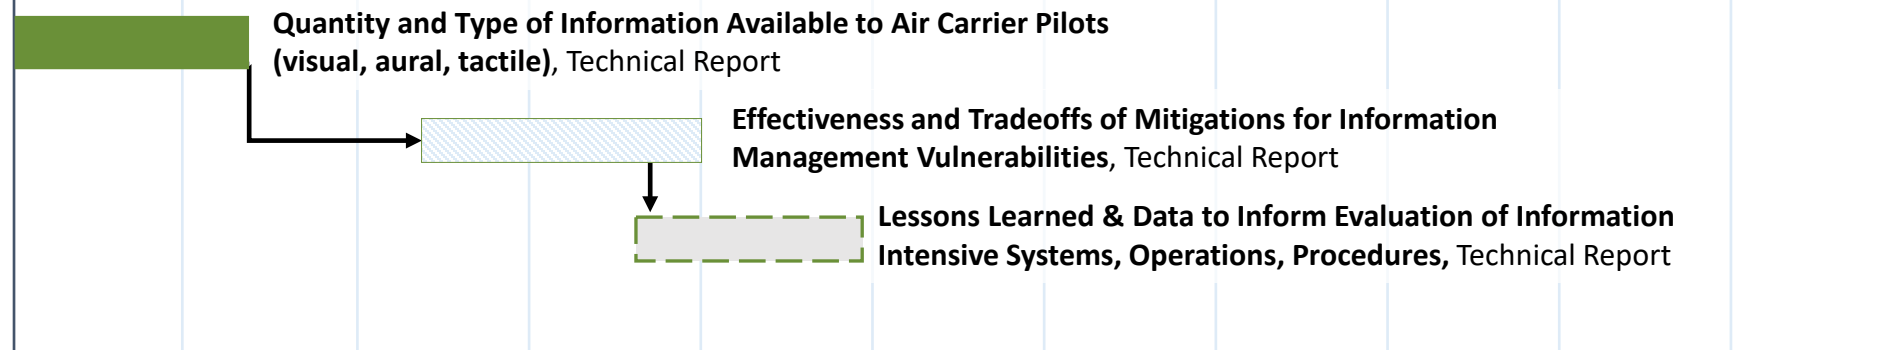 Quantity and Type of Information Available to Air Carrier Pilots
(visual, aural, tactile), Technical Report
Effectiveness and Tradeoffs of Mitigations for Information
Management Vulnerabilities, Technical Report
Lessons Learned & Data to Inform Evaluation of Information
Intensive Systems, Operations, Procedures, Technical Report